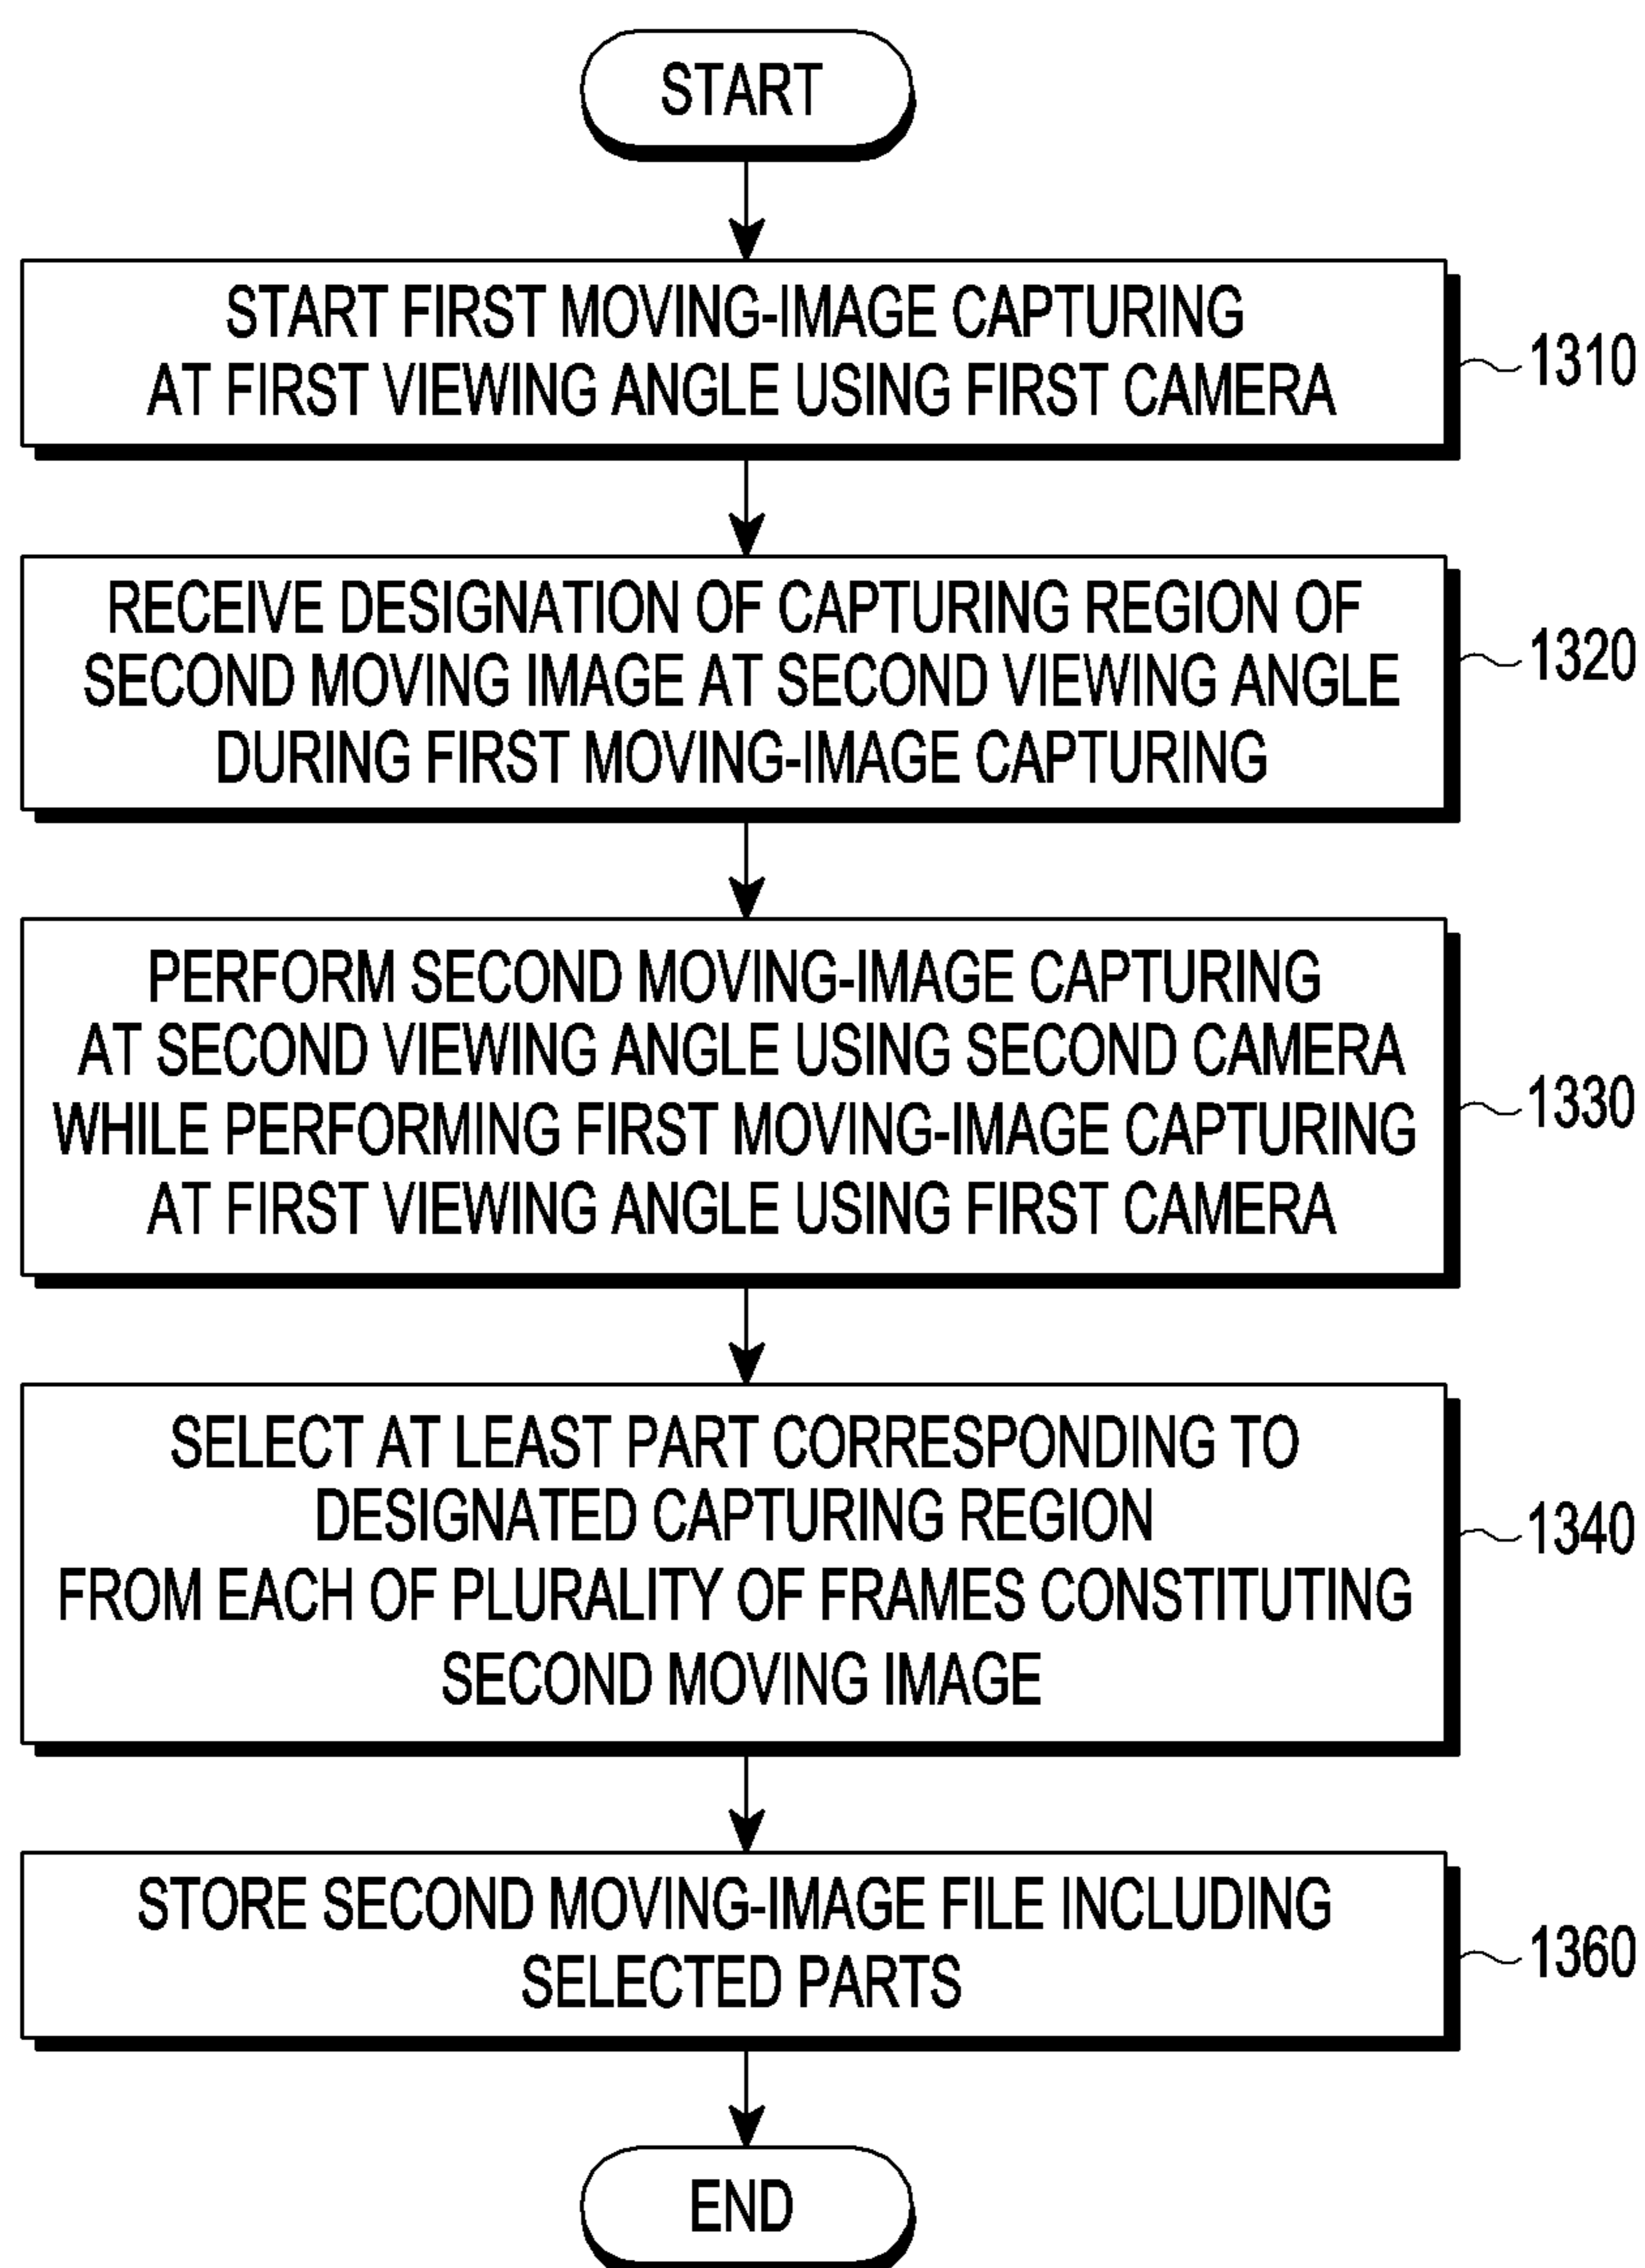 START
START FIRST MOVING-IMAGE CAPTURING
AT FIRST VIEWING ANGLE USING FIRST CAMERA
1310
RECEIVE DESIGNATION OF CAPTURING REGION OF
SECOND MOVING IMAGE AT SECOND VIEWING ANGLE
DURING FIRST MOVING-IMAGE CAPTURING
1320
PERFORM SECOND MOVING-IMAGE CAPTURING
AT SECOND VIEWING ANGLE USING SECOND CAMERA
WHILE PERFORMING FIRST MOVING-IMAGE CAPTURING
AT FIRST VIEWING ANGLE USING FIRST CAMERA
1330
SELECT AT LEAST PART CORRESPONDING TO
DESIGNATED CAPTURING REGION
FROM EACH OF PLURALITY OF FRAMES CONSTITUTING
SECOND MOVING IMAGE
1340
STORE SECOND MOVING-IMAGE FILE INCLUDING
SELECTED PARTS
1360
END